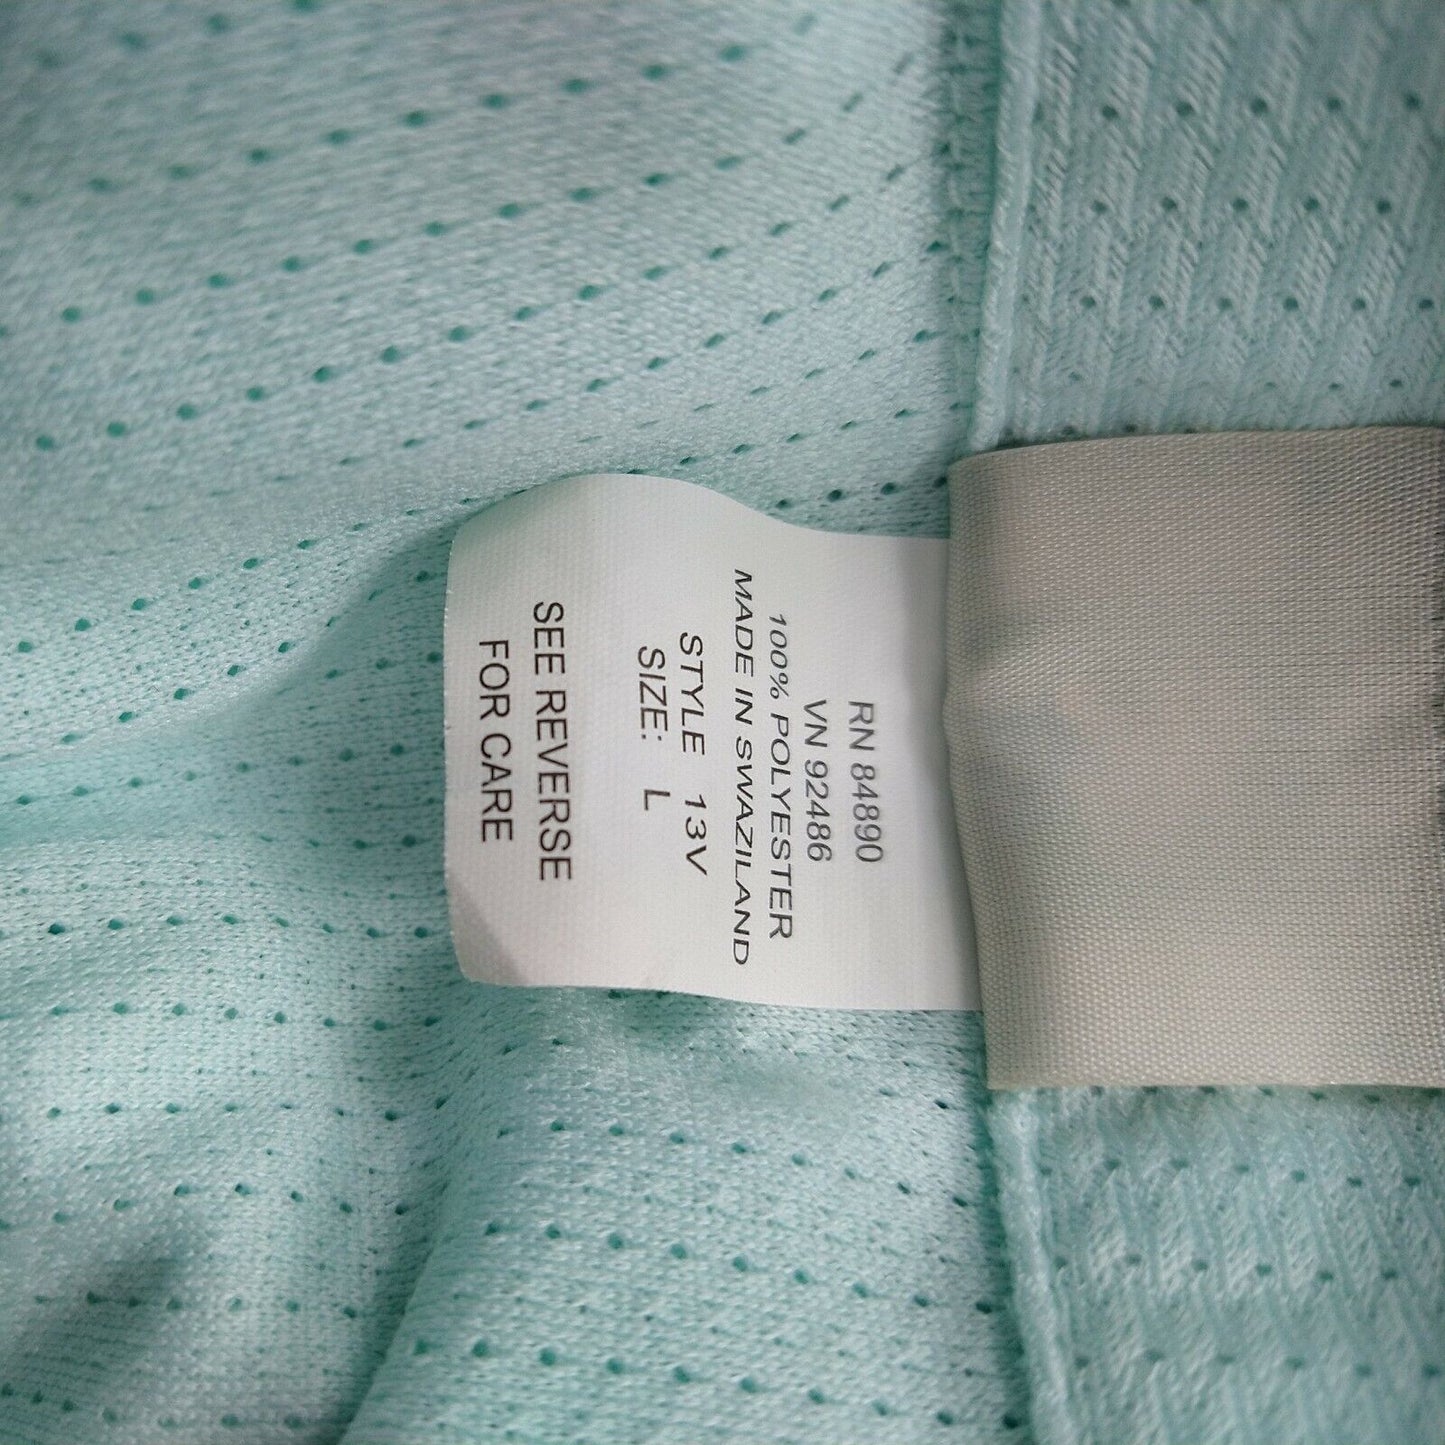 RN 84890
VN 92486
100% POLYESTER
MADE IN SWAZILAND
STYLE 13V
SIZE: L
SEE REVERSE
FOR CARE